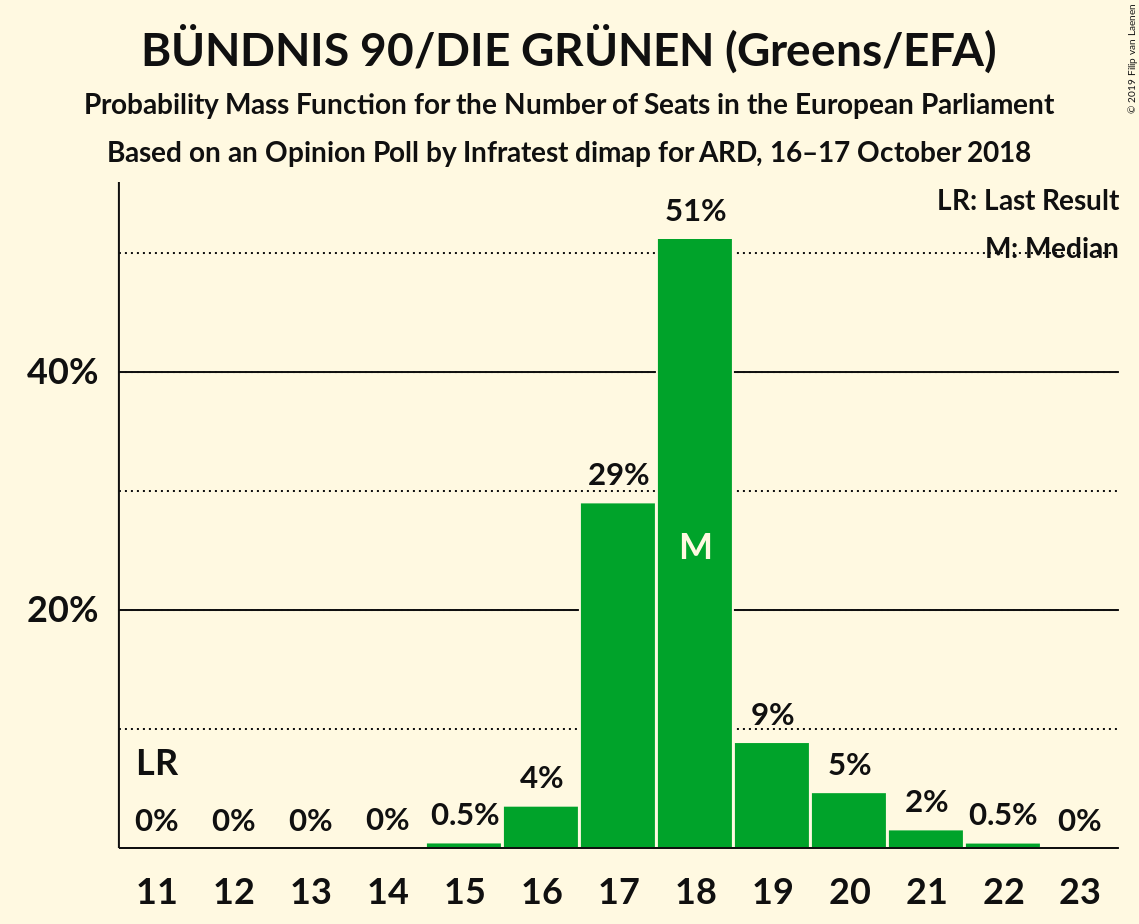 BÜNDNIS 90/DIE GRÜNEN (Greens/EFA)
Probability Mass Function for the Number of Seats in the European Parliament
Based on an Opinion Poll by Infratest dimap for ARD, 16–17 October 2018
© 2019 Filip van Laenen
LR: Last Result
M: Median
40%
20%
LR
M
0% 0% 0% 0% 0.5% 4% 29% 51% 9% 5% 2% 0.5% 0%
11 12 13 14 15 16 17 18 19 20 21 22 23